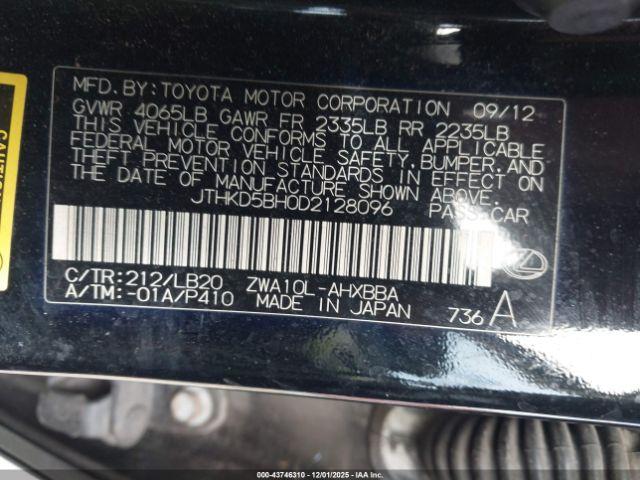 MFD. BY: TOYOTA MOTOR CORPORATION 09/12
GVWR 4065LB GAWR FR 2335LB RR 2235LB
THIS VEHICLE CONFORMS TO ALL APPLICABLE
FEDERAL MOTOR VEHICLE SAFETY, BUMPER, AND
THEFT PREVENTION STANDARDS IN EFFECT ON
THE DATE OF MANUFACTURE SHOWN ABOVE.
JTHKD5BH0D2128096 PASS. CAR
C/TR: 212/LB20 ZWA10L-AHXBBA
A/TM: -01A/P410 MADE IN JAPAN 736 A
CAUTION
000-43746310 - 12/01/2025 - IAA, Inc.